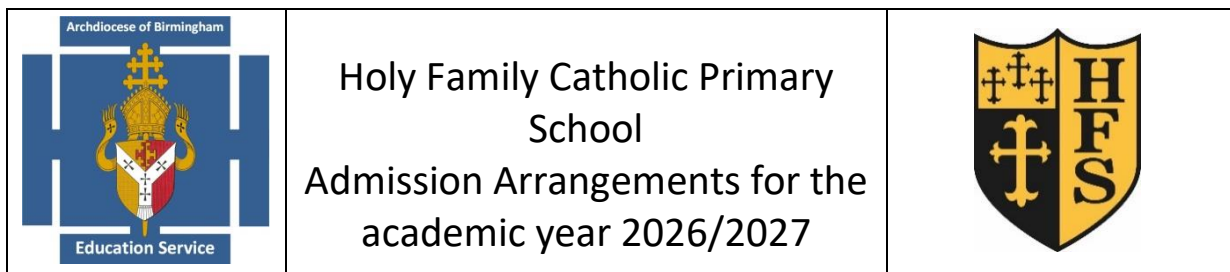 Archdiocese of Birmingham
Education Service
Holy Family Catholic Primary
School
Admission Arrangements for the
academic year 2026/2027
H
F
S